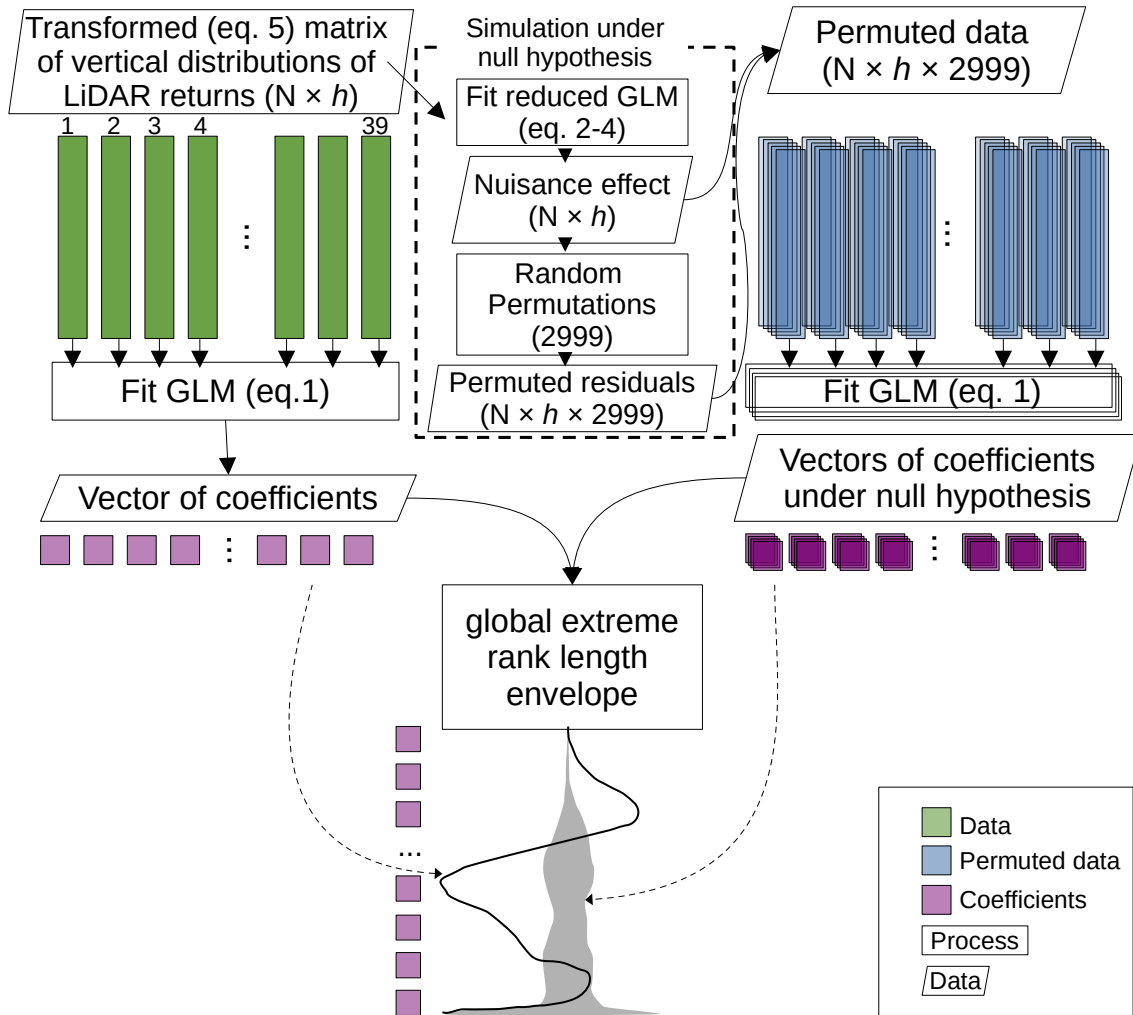 Transformed (eq. 5) matrix
of vertical distributions of
LiDAR returns (N × h)
1 2 3 4 39
⋮
Fit GLM (eq.1)
Vector of coefficients
⋮
Simulation under
null hypothesis
Fit reduced GLM
(eq. 2-4)
Nuisance effect
(N × h)
Random
Permutations
(2999)
Permuted residuals
(N × h × 2999)
Permuted data
(N × h × 2999)
⋮
Fit GLM (eq. 1)
Vectors of coefficients
under null hypothesis
⋮
global extreme
rank length
envelope
...
Data
Permuted data
Coefficients
Process
Data